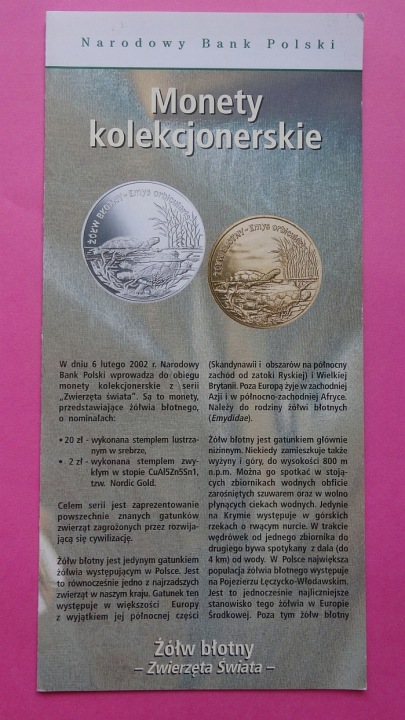 Narodowy Bank Polski
Monety
kolekcjonerskie
ŻÓŁW BŁOTNY - Emys orbicularis
ŻÓŁW BŁOTNY - Emys orbicularis
W dniu 6 lutego 2002 r. Narodowy
Bank Polski wprowadza do obiegu
monety kolekcjonerskie z serii
„Zwierzęta świata”. Są to monety,
przedstawiające żółwia błotnego,
o nominałach:
• 20 zł - wykonana stemplem lustrza-
nym w srebrze,
• 2 zł - wykonana stemplem zwy-
kłym w stopie CuAl5Zn5Sn1,
tzw. Nordic Gold.
Celem serii jest zaprezentowanie
powszechnie znanych gatunków
zwierząt zagrożonych przez rozwija-
jącą się cywilizację.
Żółw błotny jest jedynym gatunkiem
żółwia występującym w Polsce. Jest
to równocześnie jedno z najrzadszych
zwierząt w naszym kraju. Gatunek ten
występuje w większości Europy
z wyjątkiem jej północnej części
(Skandynawii i obszarów na północny
zachód od zatoki Ryskiej) i Wielkiej
Brytanii. Poza Europą żyje w zachodniej
Azji i w północno-zachodniej Afryce.
Należy do rodziny żółwi błotnych
(Emydidae).
Żółw błotny jest gatunkiem głównie
nizinnym. Niekiedy zamieszkuje także
wyżyny i góry, do wysokości 800 m
n.p.m. Można go spotkać w stoją-
cych zbiornikach wodnych obficie
zarośniętych szuwarem oraz w wolno
płynących ciekach wodnych. Jedynie
na Krymie występuje w górskich
rzekach o rwącym nurcie. W trakcie
wędrówek od jednego zbiornika do
drugiego bywa spotykany z dala (do
4 km) od wody. W Polsce największa
populacja żółwia błotnego występuje
na Pojezierzu Łęczycko-Włodawskim.
Jest to jednocześnie najliczniejsze
stanowisko tego żółwia w Europie
Środkowej. Poza tym żółw błotny
Żółw błotny
– Zwierzęta Świata –